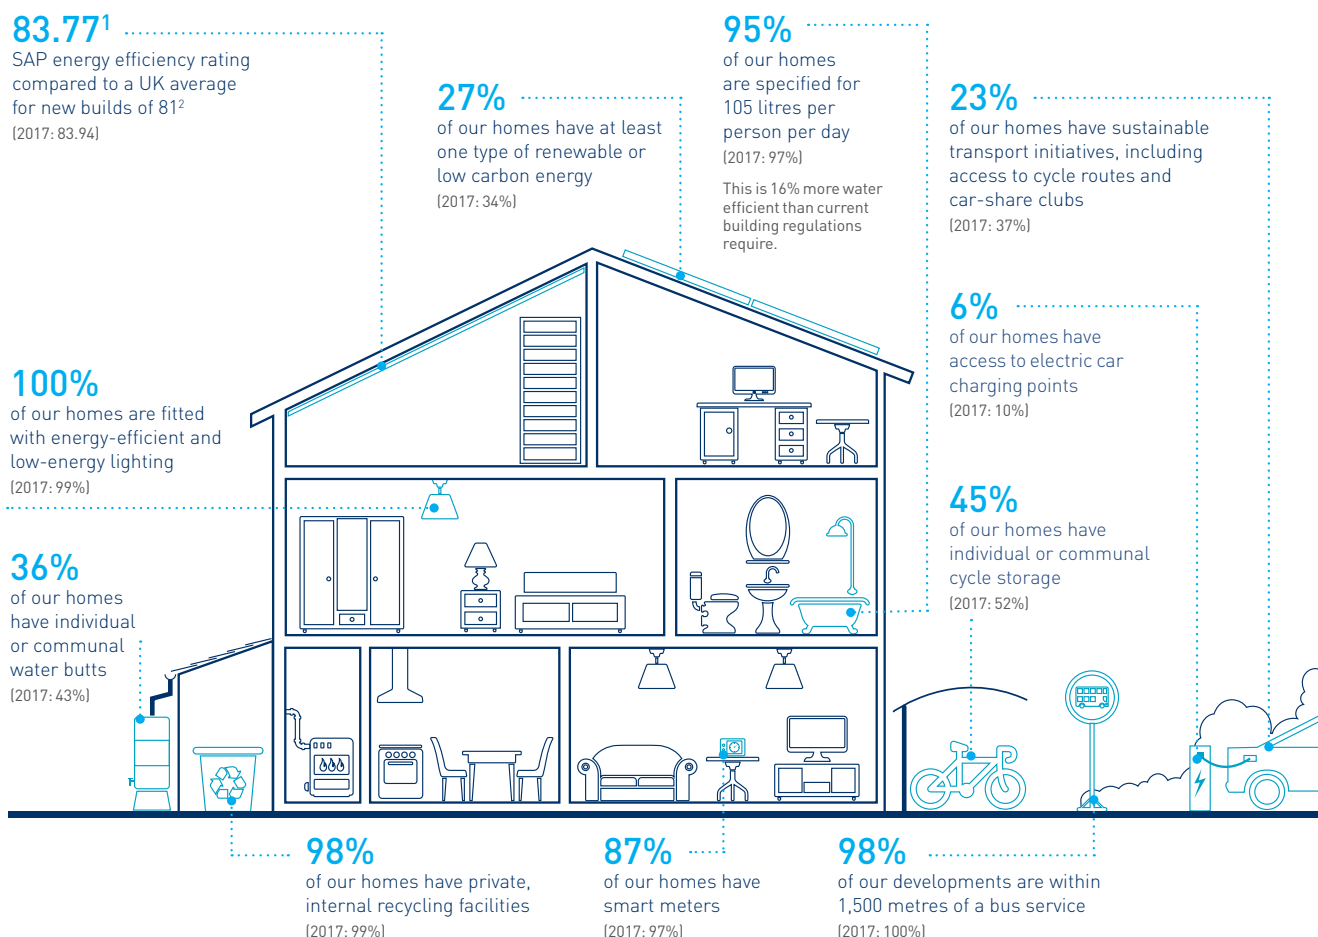 83.77¹
SAP energy efficiency rating
compared to a UK average
for new builds of 81²
(2017: 83.94)
27%
of our homes have at least
one type of renewable or
low carbon energy
(2017: 34%)
95%
of our homes
are specified for
105 litres per
person per day
(2017: 97%)
This is 16% more water
efficient than current
building regulations
require.
23%
of our homes have sustainable
transport initiatives, including
access to cycle routes and
car-share clubs
(2017: 37%)
6%
of our homes have
access to electric car
charging points
(2017: 10%)
100%
of our homes are fitted
with energy-efficient and
low-energy lighting
(2017: 99%)
45%
of our homes have
individual or communal
cycle storage
(2017: 52%)
36%
of our homes
have individual
or communal
water butts
(2017: 43%)
98%
of our homes have private,
internal recycling facilities
(2017: 99%)
87%
of our homes have
smart meters
(2017: 97%)
98%
of our developments are within
1,500 metres of a bus service
(2017: 100%)